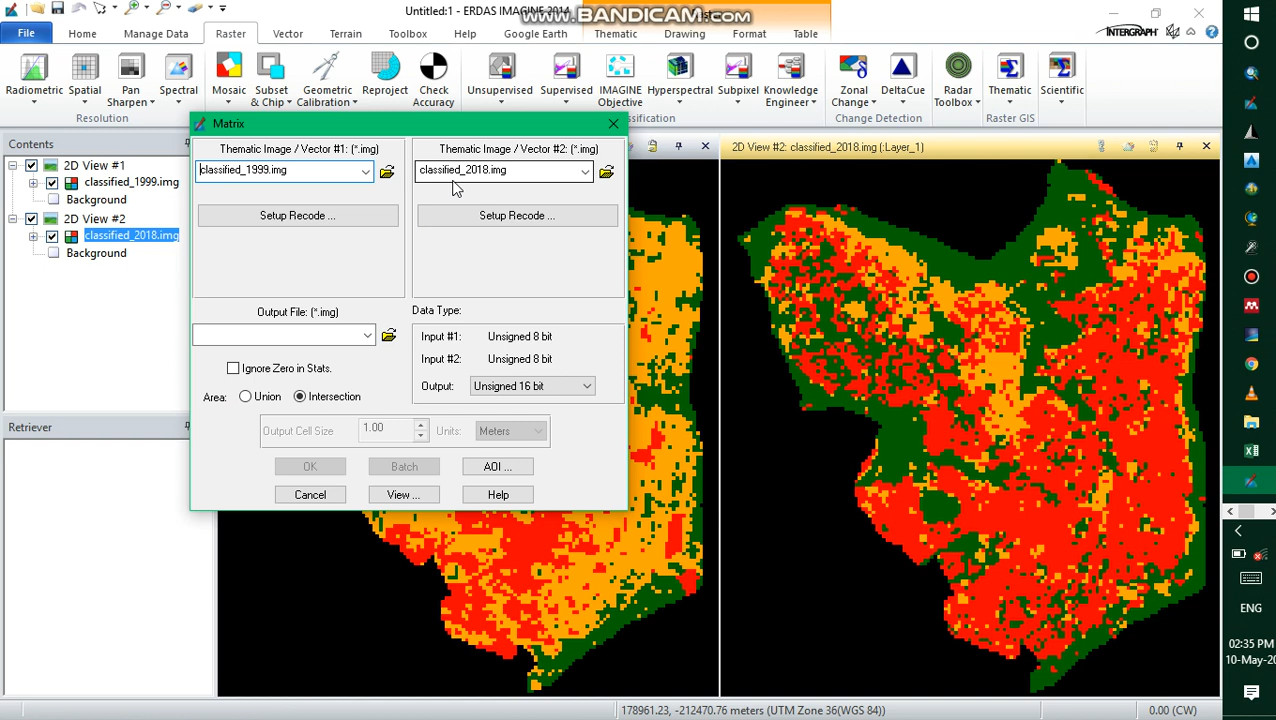 Untitled:1 - ERDAS IMAGINE 2014
www.BANDICAM.com
File
Home
Manage Data
Raster
Vector
Terrain
Toolbox
Help
Google Earth
Thematic
Drawing
Format
Table
INTERGRAPH
Radiometric
Spatial
Pan
Sharpen
Spectral
Mosaic
Subset
& Chip
Geometric
Calibration
Reproject
Check
Accuracy
Unsupervised
Supervised
IMAGINE
Objective
Hyperspectral
Subpixel
Knowledge
Engineer
Zonal
Change
DeltaCue
Radar
Toolbox
Thematic
Scientific
Resolution
Change Detection
Raster GIS
Contents
2D View #1
classified_1999.img
Background
2D View #2
classified_2018.img
Background
Retriever
Matrix
Thematic Image / Vector #1: (*.img)
Thematic Image / Vector #2: (*.img)
classified_1999.img
classified_2018.img
Setup Recode ...
Setup Recode ...
Output File: (*.img)
Data Type:
Input #1: Unsigned 8 bit
Input #2: Unsigned 8 bit
Output: Unsigned 16 bit
Ignore Zero in Stats.
Area: Union Intersection
Output Cell Size 1.00 Units: Meters
OK
Batch
AOI ...
Cancel
View ...
Help
2D View #2: classified_2018.img (:Layer_1)
178961.23, -212470.76 meters (UTM Zone 36(WGS 84))
0.00 (CW)
ENG
02:35 PM